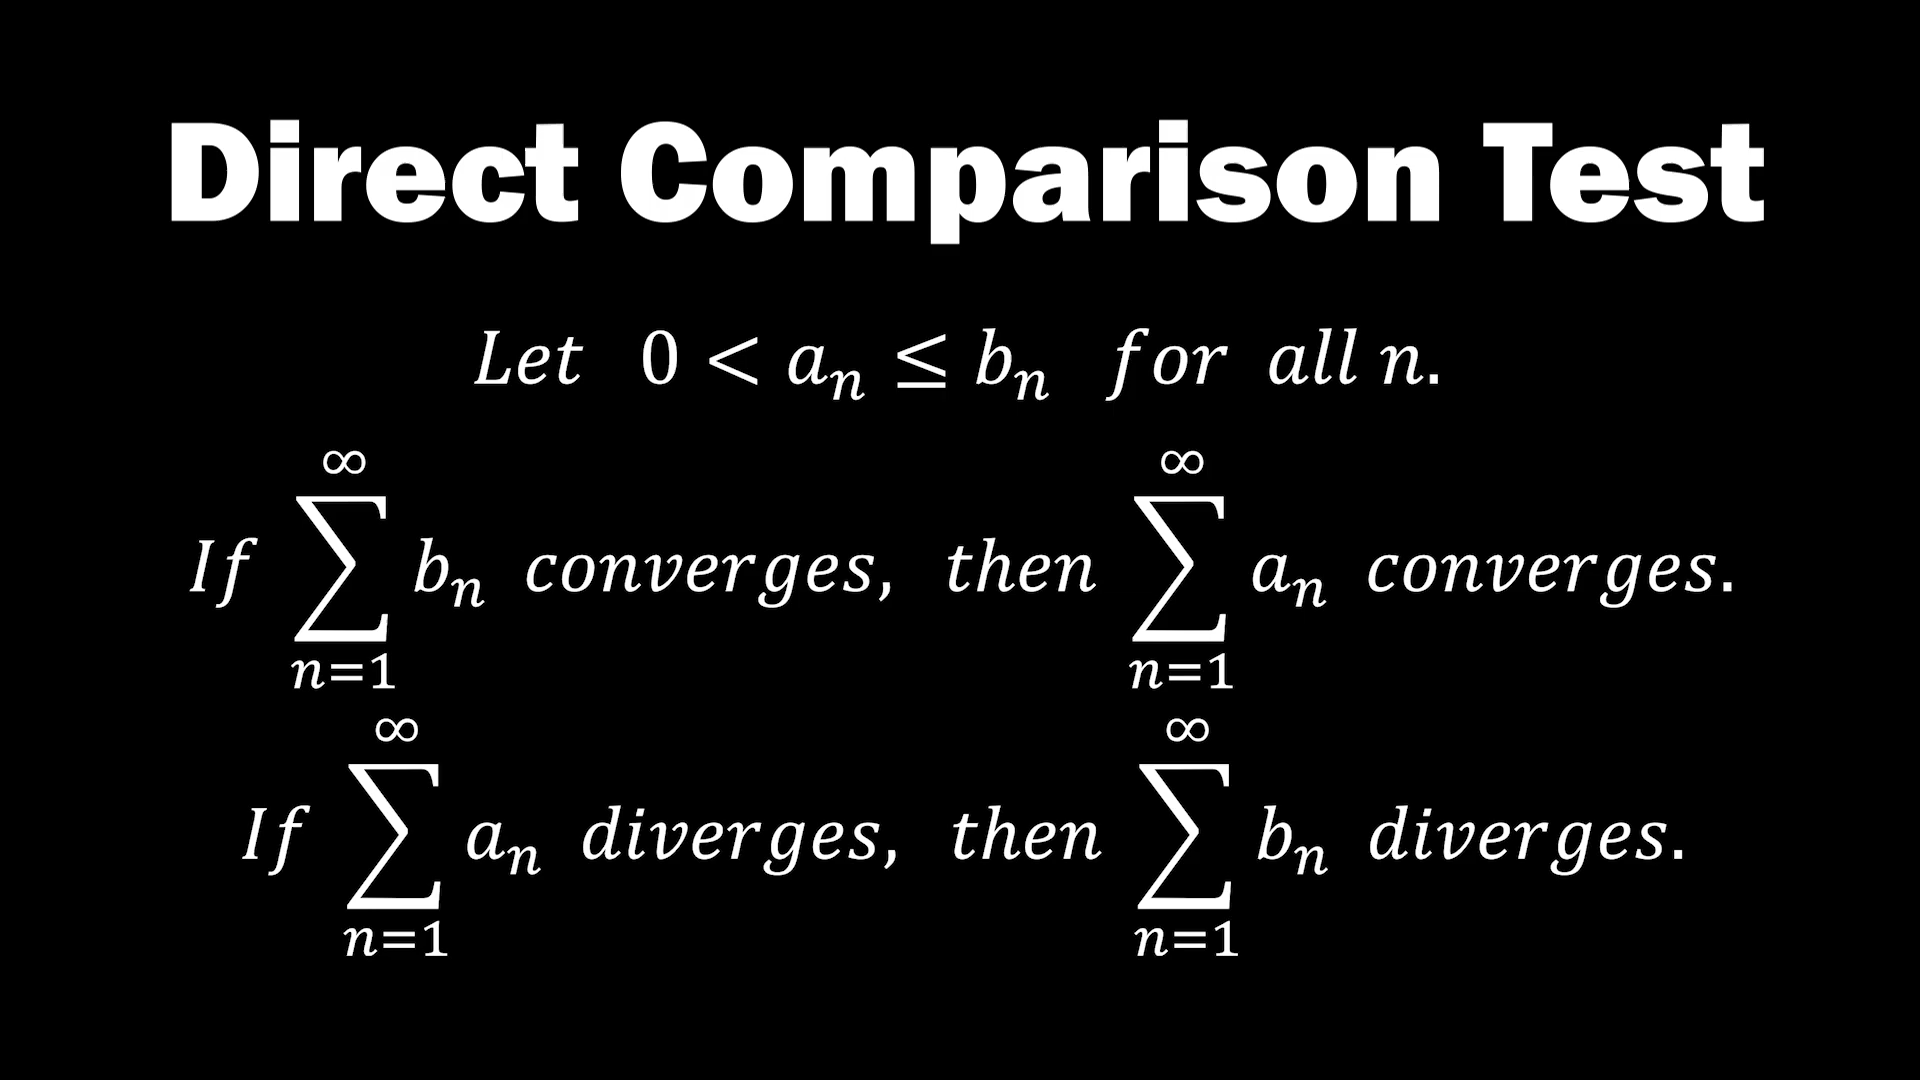 Direct Comparison Test
Let 0 < aₙ ≤ bₙ for all n.
If ∑_{n=1}^{∞} bₙ converges, then ∑_{n=1}^{∞} aₙ converges.
If ∑_{n=1}^{∞} aₙ diverges, then ∑_{n=1}^{∞} bₙ diverges.